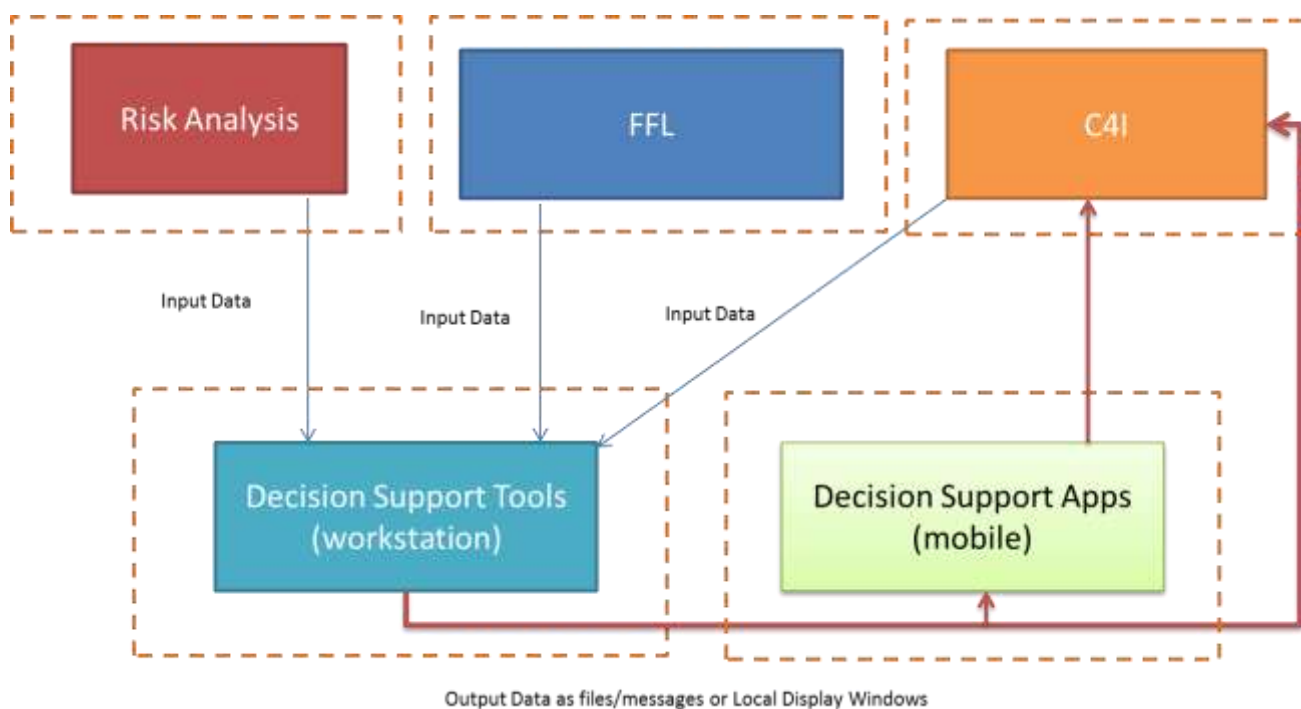 Risk Analysis
FFL
C4I
Input Data
Input Data
Input Data
Decision Support Tools
(workstation)
Decision Support Apps
(mobile)
Output Data as files/messages or Local Display Windows